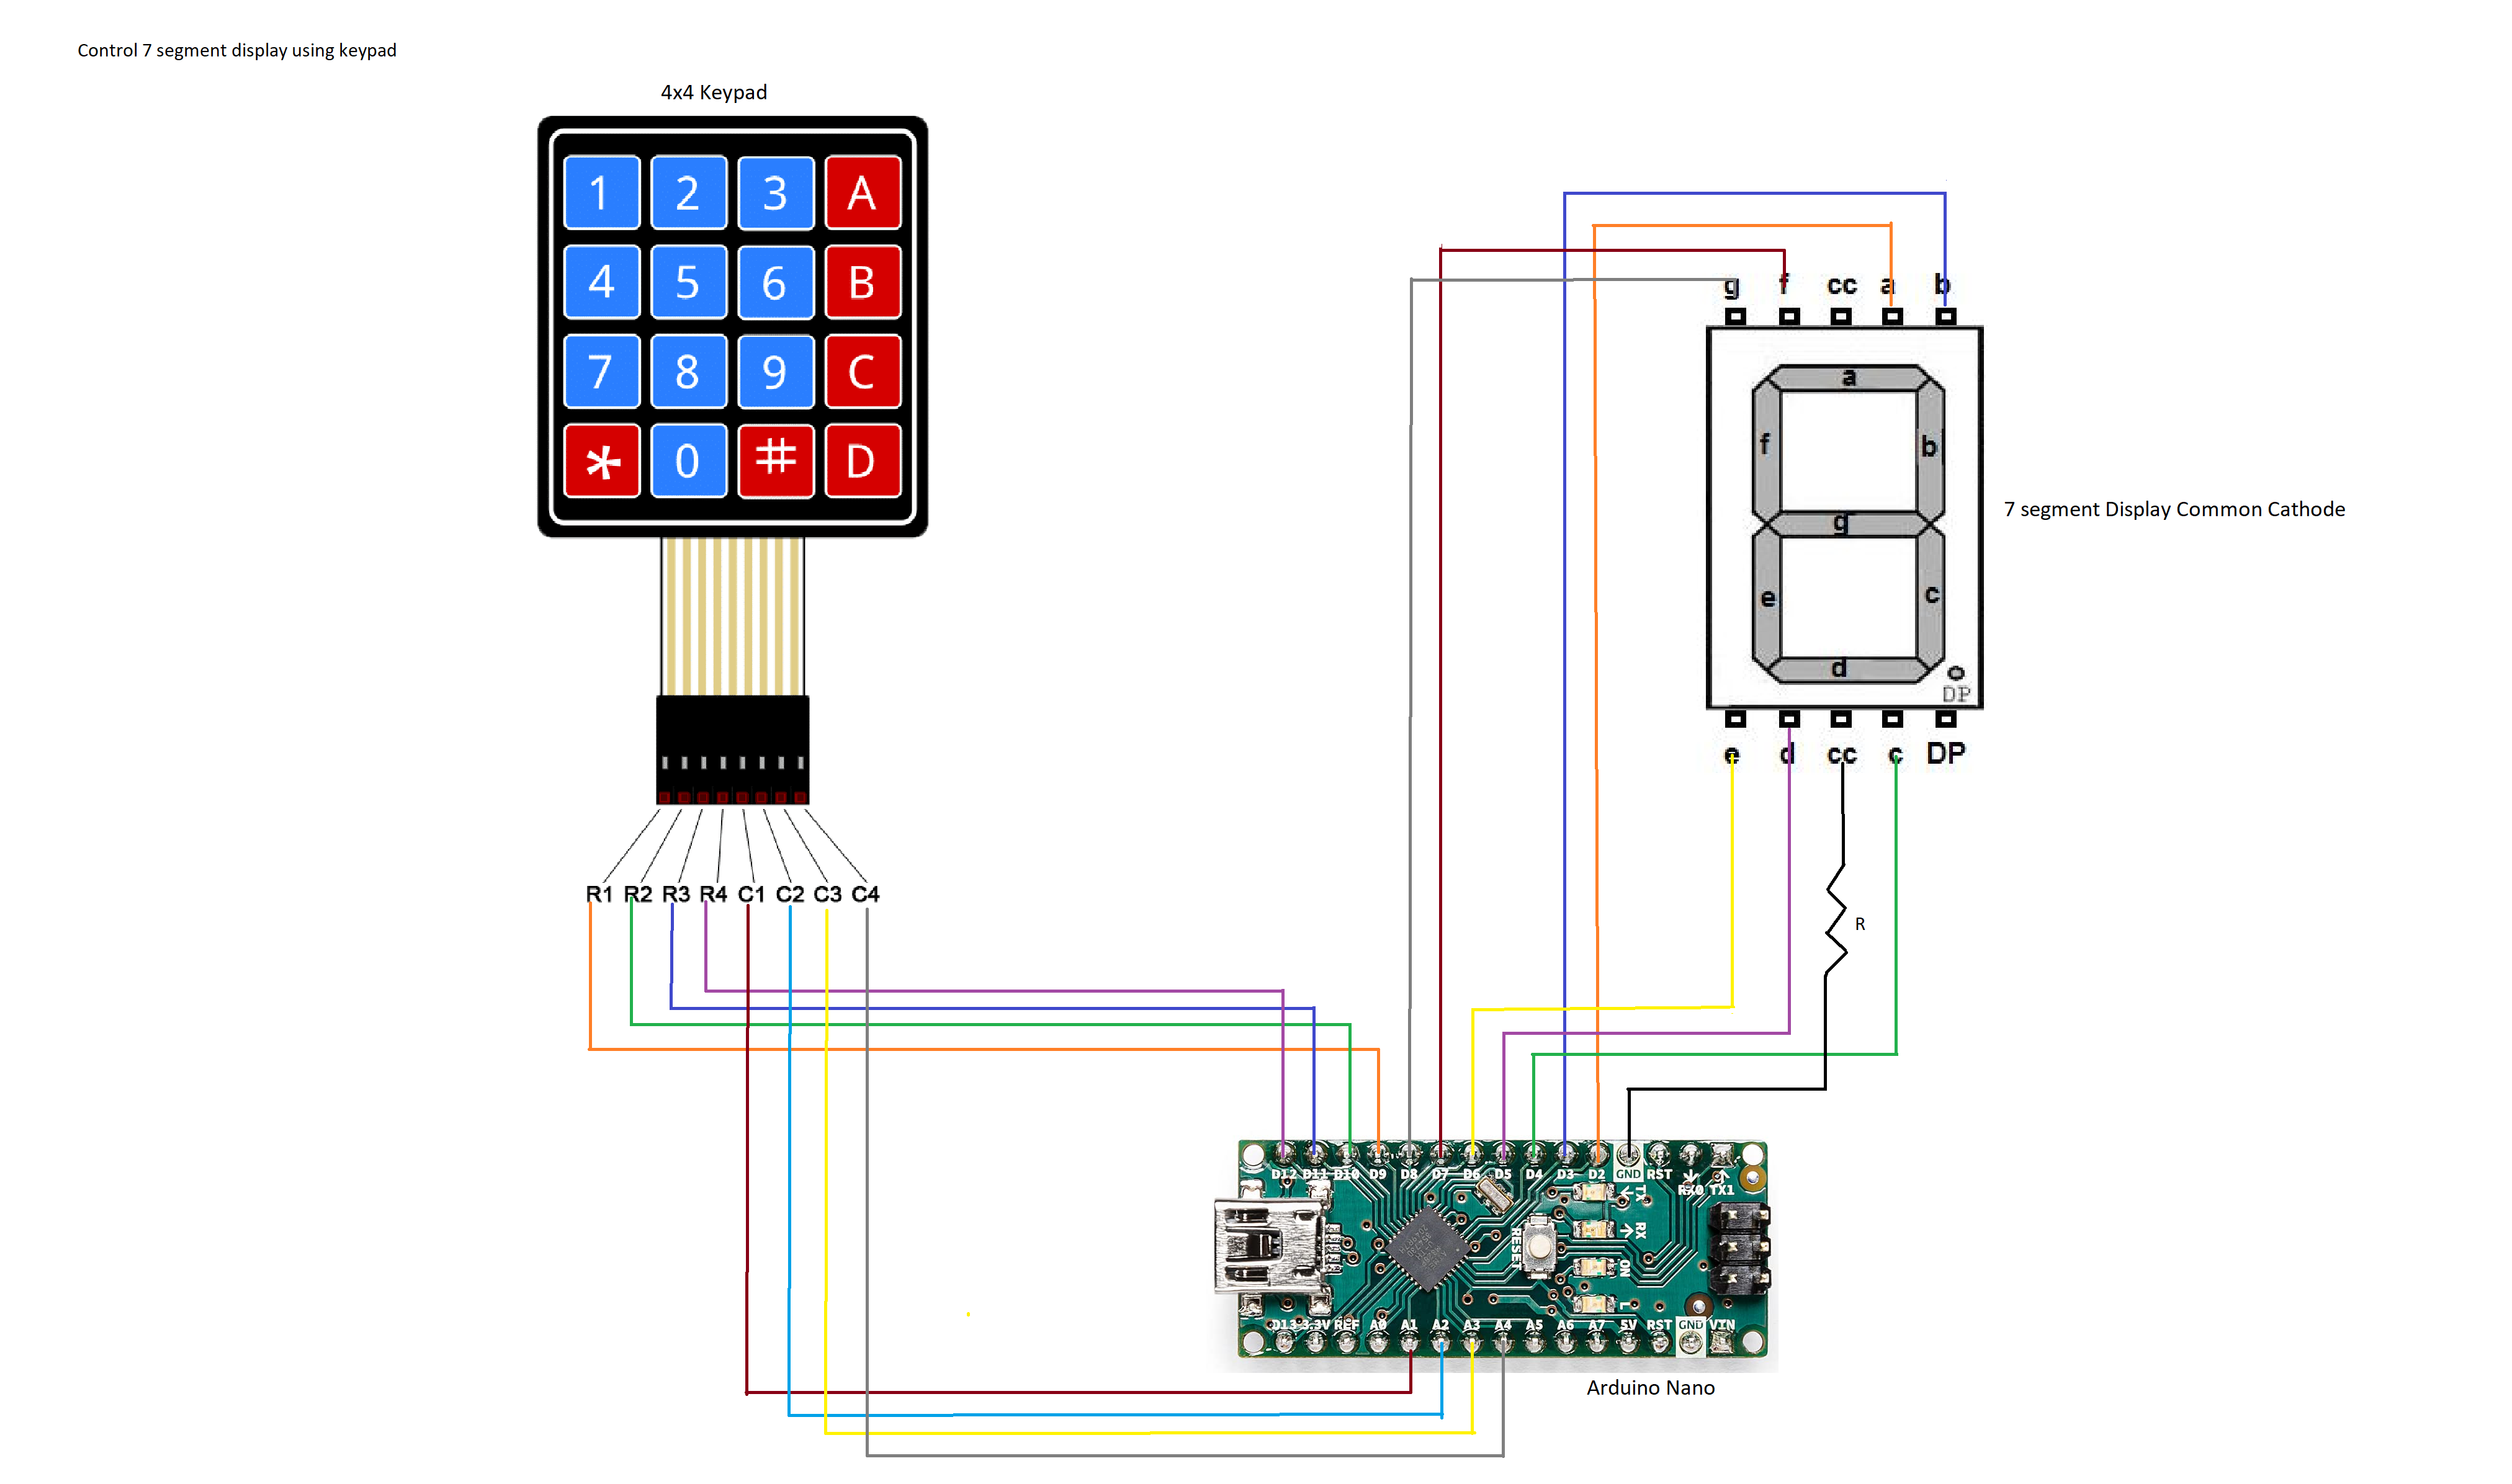 Control 7 segment display using keypad
4x4 Keypad
1 2 3 A
4 5 6 B
7 8 9 C
* 0 # D
R1 R2 R3 R4 C1 C2 C3 C4
g f cc a b
a
f b
g
e c
d
DP
e d cc c DP
7 segment Display Common Cathode
R
D12 D11 D10 D9 D8 D7 D6 D5 D4 D3 D2 GND RST RX0 TX1
TX
RX
RESET
ON
L
D13 3.3V REF A0 A1 A2 A3 A4 A5 A6 A7 5V RST GND VIN
Arduino Nano